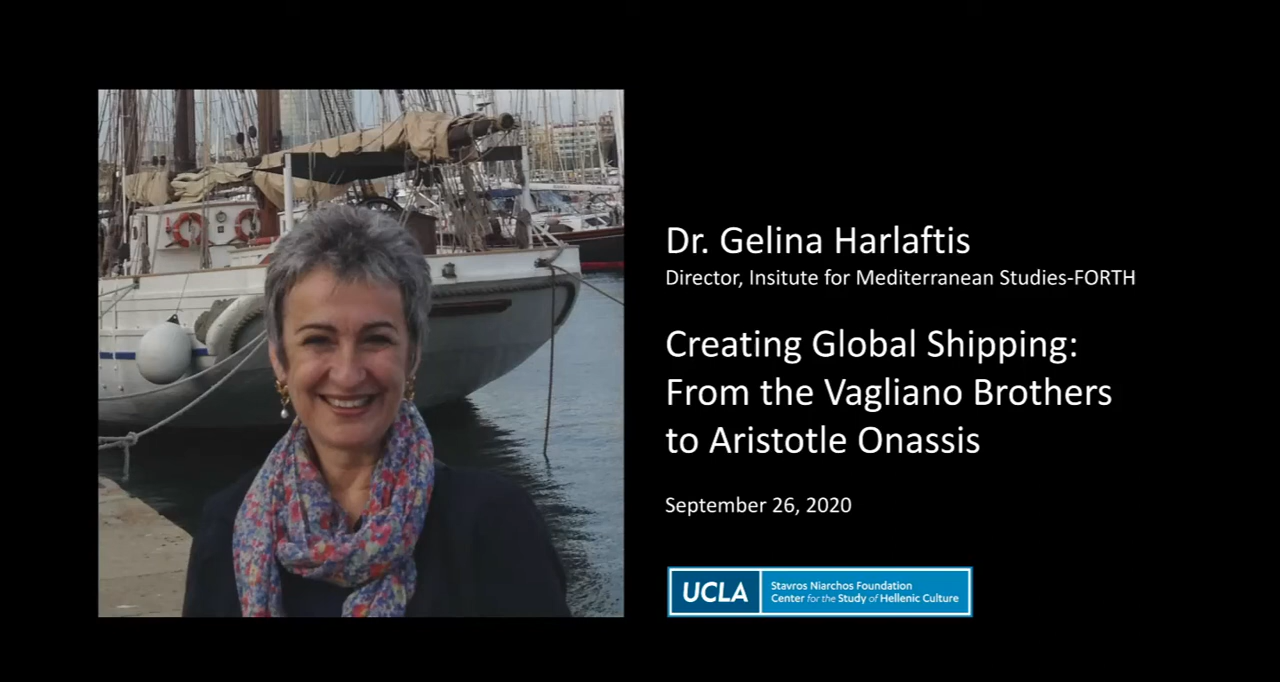 Dr. Gelina Harlaftis
Director, Insitute for Mediterranean Studies-FORTH
Creating Global Shipping:
From the Vagliano Brothers
to Aristotle Onassis
September 26, 2020
UCLA
Stavros Niarchos Foundation
Center for the Study of Hellenic Culture